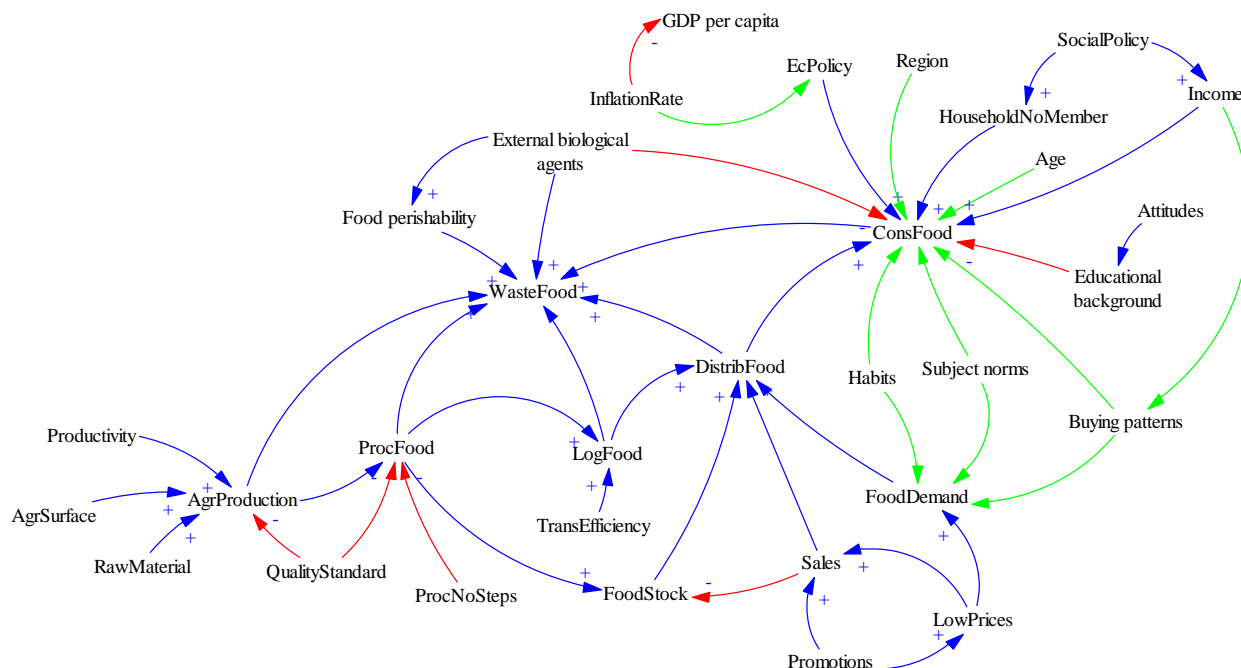 GDP per capita
-
SocialPolicy
EcPolicy
Region
+
+
Income
InflationRate
HouseholdNoMember
External biological
agents
Age
+
Food perishability
+
+
+
Attitudes
ConsFood
-
-
+
+
Educational
background
+
+
WasteFood
+
+
+
DistribFood
Habits
Subject norms
+
+
+
Buying patterns
Productivity
ProcFood
+
LogFood
-
-
+
AgrProduction
+
+
-
FoodDemand
AgrSurface
TransEfficiency
+
+
RawMaterial
QualityStandard
ProcNoSteps
+
FoodStock
-
Sales
+
+
LowPrices
+
Promotions